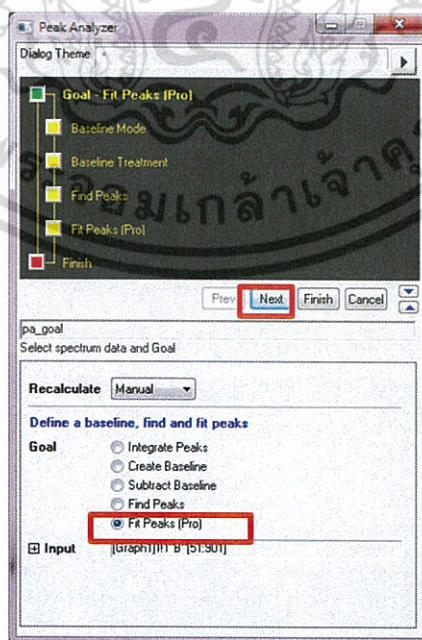 Peak Analyzer
Dialog Theme
Goal - Fit Peaks (Pro)
Baseline Mode
Baseline Treatment
Find Peaks
Fit Peaks (Pro)
Finish
Prev Next Finish Cancel
pa_goal
Select spectrum data and Goal
Recalculate Manual
Define a baseline, find and fit peaks
Goal
Integrate Peaks
Create Baseline
Subtract Baseline
Find Peaks
Fit Peaks (Pro)
Input